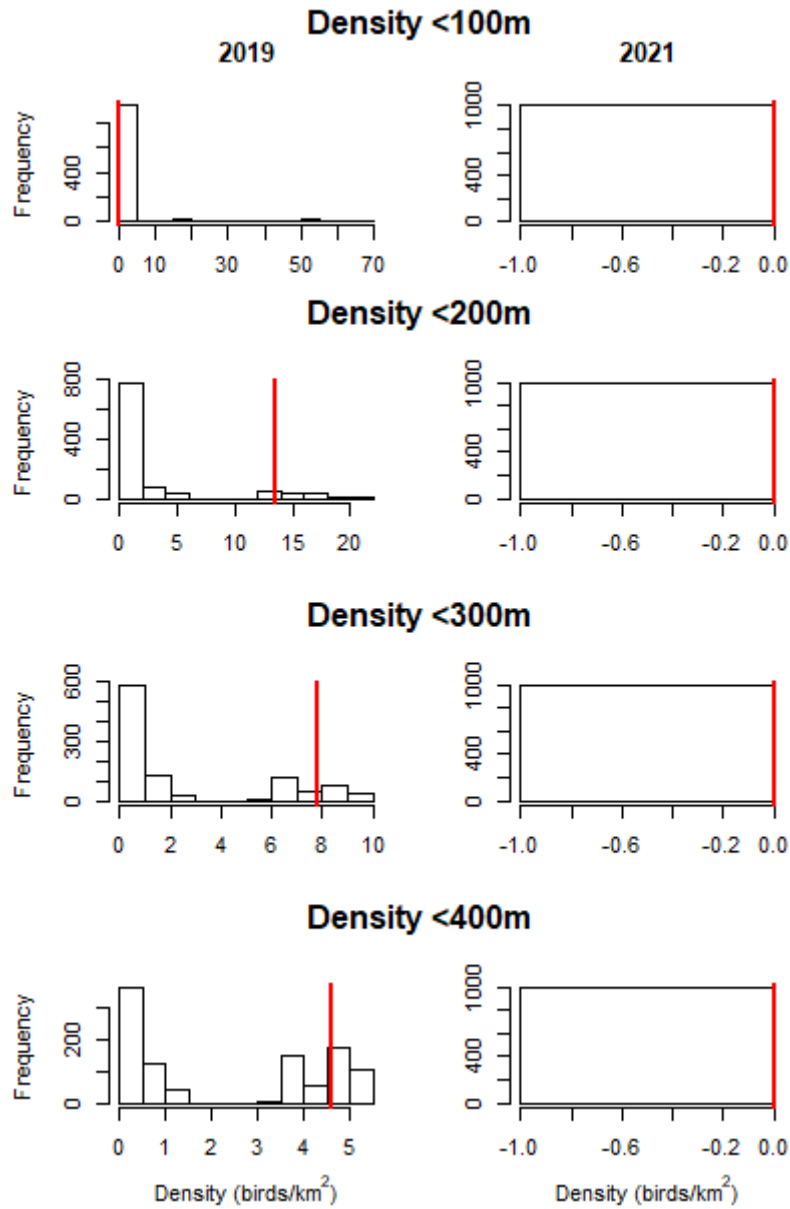 Density <100m
2019 2021
Frequency
0 400
0 10 30 50 70
0 400 1000
-1.0 -0.6 -0.2 0.0
Density <200m
Frequency
0 400 800
0 5 10 15 20
0 400 1000
-1.0 -0.6 -0.2 0.0
Density <300m
Frequency
0 300 600
0 2 4 6 8 10
0 400 1000
-1.0 -0.6 -0.2 0.0
Density <400m
Frequency
0 200
0 1 2 3 4 5
0 400 1000
-1.0 -0.6 -0.2 0.0
Density (birds/km²) Density (birds/km²)